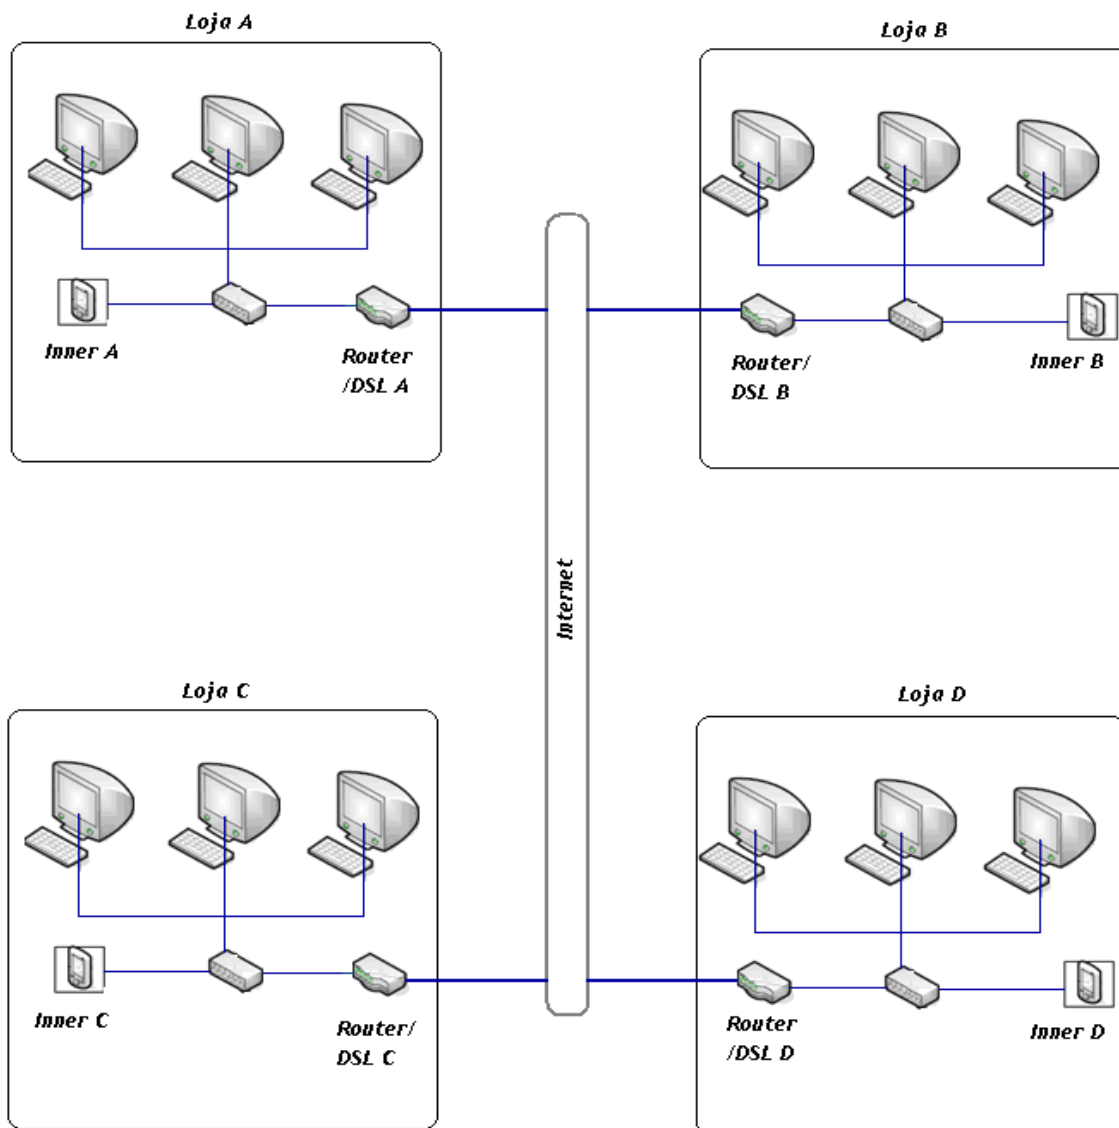 Loja A
Loja B
Inner A
Router
/DSL A
Router/
DSL B
Inner B
Internet
Loja C
Loja D
Inner C
Router/
DSL C
Router
/DSL D
Inner D